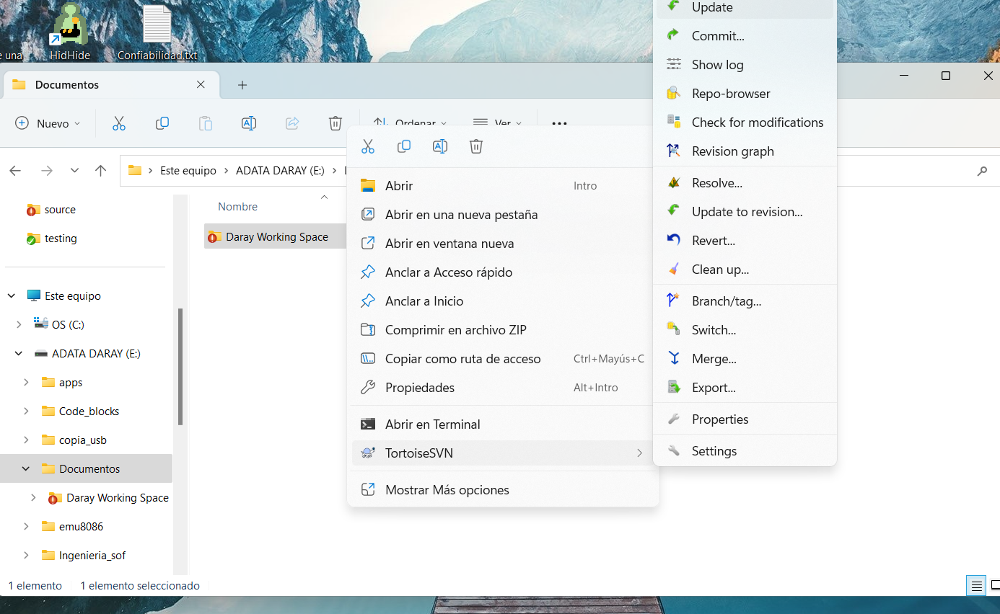 e una
HidHide
Confiabilidad.txt
Documentos
Nuevo
Ordenar
Ver
Este equipo
ADATA DARAY (E:)
source
testing
Este equipo
OS (C:)
ADATA DARAY (E:)
apps
Code_blocks
copia_usb
Documentos
Daray Working Space
emu8086
Ingenieria_sof
Nombre
Daray Working Space
Abrir Intro
Abrir en una nueva pestaña
Abrir en ventana nueva
Anclar a Acceso rápido
Anclar a Inicio
Comprimir en archivo ZIP
Copiar como ruta de acceso Ctrl+Mayús+C
Propiedades Alt+Intro
Abrir en Terminal
TortoiseSVN
Mostrar Más opciones
Update
Commit...
Show log
Repo-browser
Check for modifications
Revision graph
Resolve...
Update to revision...
Revert...
Clean up...
Branch/tag...
Switch...
Merge...
Export...
Properties
Settings
1 elemento 1 elemento seleccionado